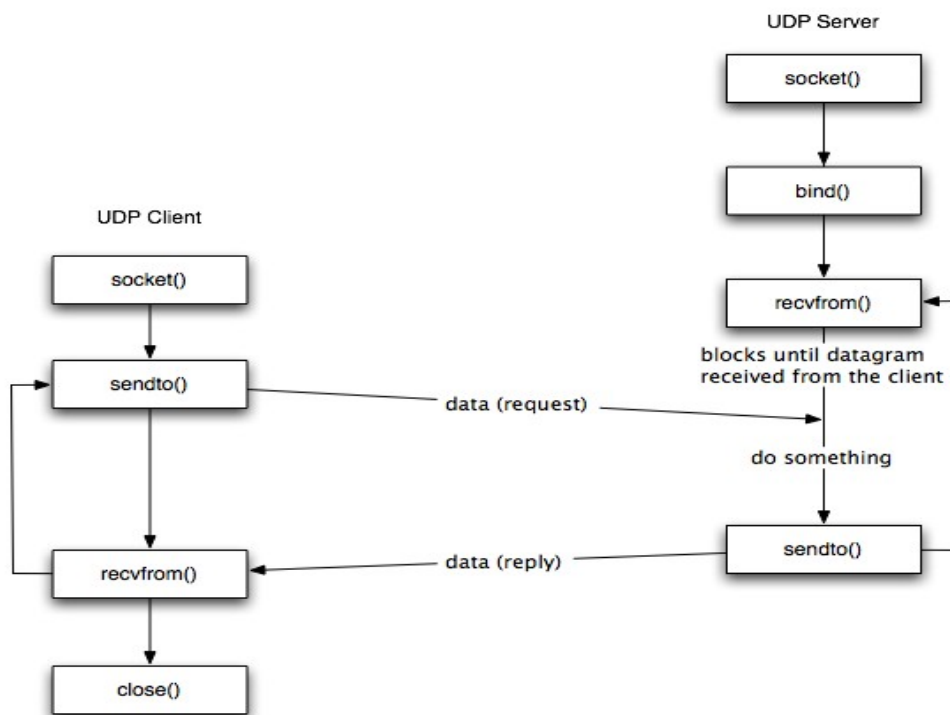 UDP Server
socket()
bind()
UDP Client
socket()
recvfrom()
blocks until datagram
received from the client
sendto()
data (request)
do something
sendto()
data (reply)
recvfrom()
close()